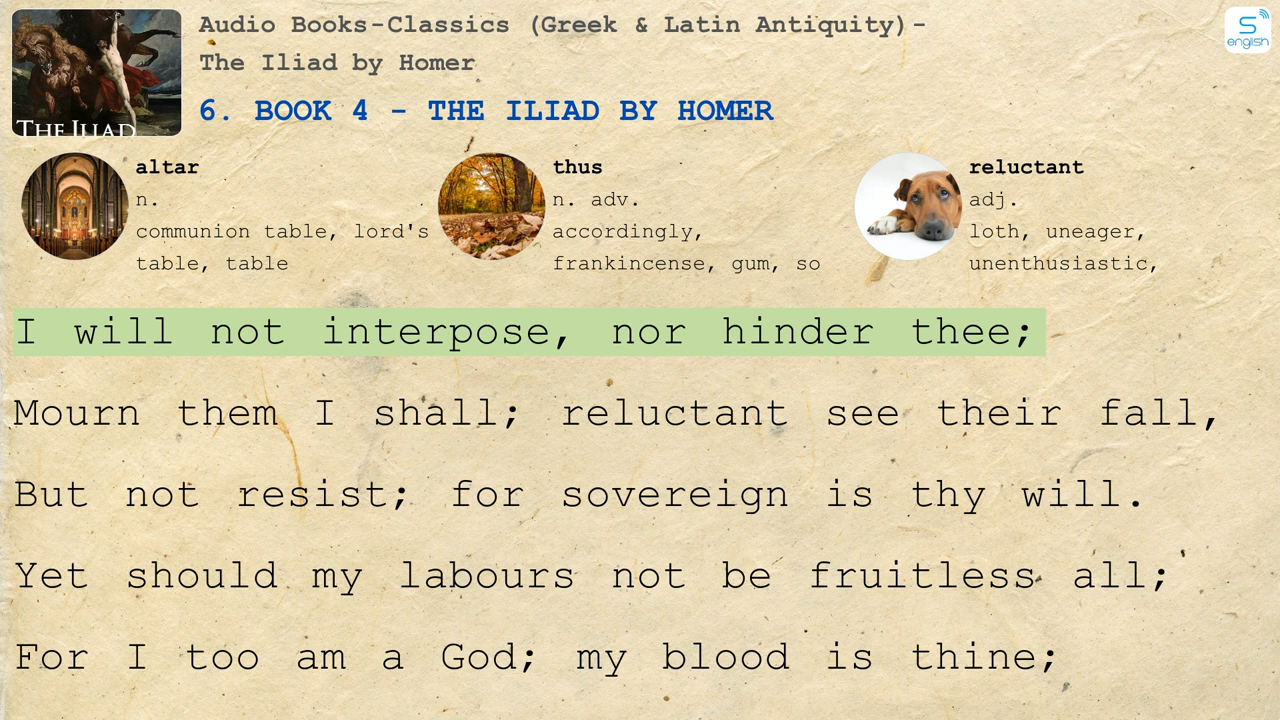 Audio Books-Classics (Greek & Latin Antiquity)-
The Iliad by Homer
6. BOOK 4 - THE ILIAD BY HOMER
THE ILIAD
S
english
altar
n.
communion table, lord's
table, table
thus
n. adv.
accordingly,
frankincense, gum, so
reluctant
adj.
loth, uneager,
unenthusiastic,
I will not interpose, nor hinder thee;
Mourn them I shall; reluctant see their fall,
But not resist; for sovereign is thy will.
Yet should my labours not be fruitless all;
For I too am a God; my blood is thine;